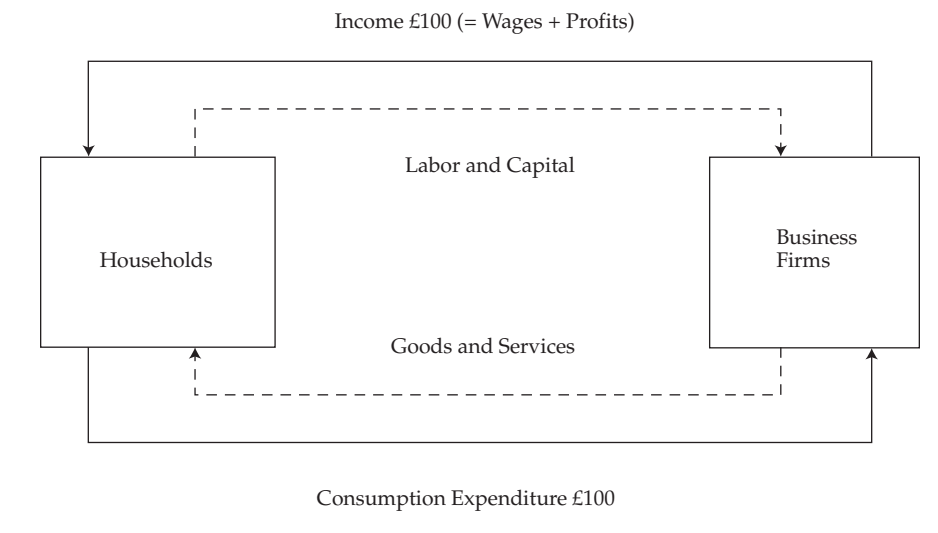 Income £100 (= Wages + Profits)
Labor and Capital
Households
Business
Firms
Goods and Services
Consumption Expenditure £100